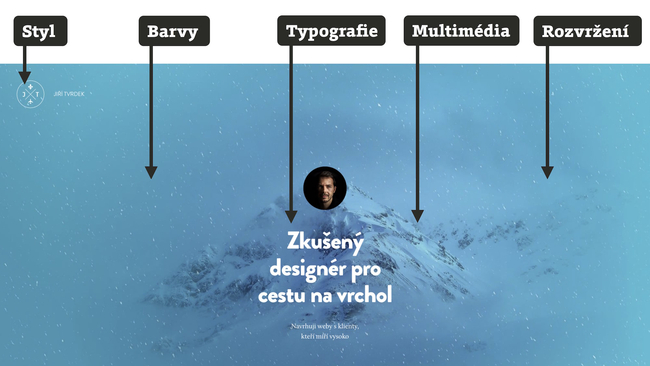 Styl
Barvy
Typografie
Multimédia
Rozvržení
J T
JIŘÍ TVRDEK
Zkušený
designér pro
cestu na vrchol
Navrhuji weby s klienty,
kteří míří vysoko